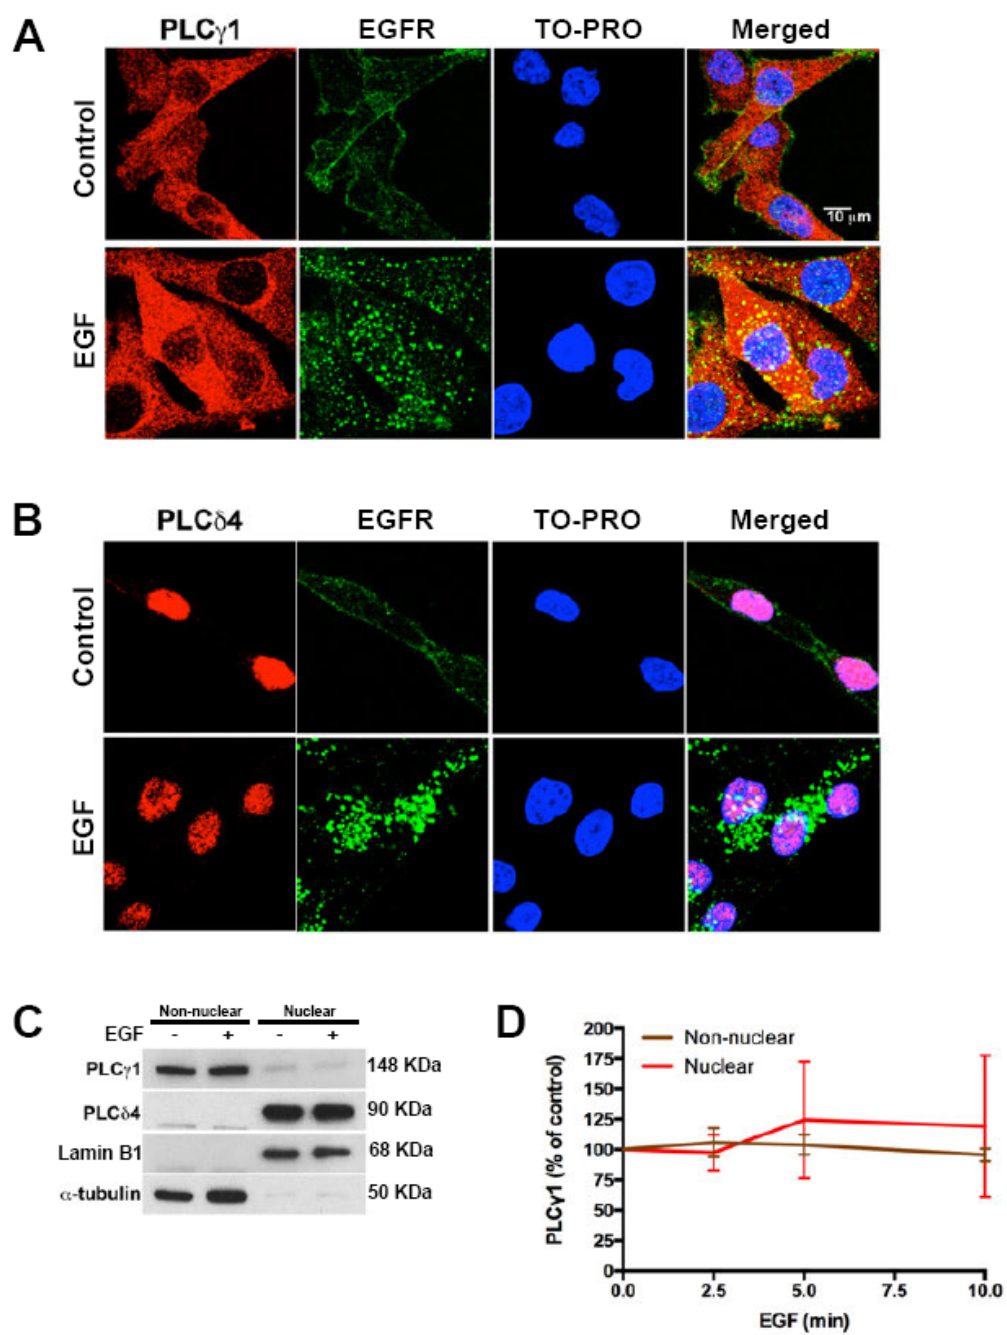 A
PLCγ1 EGFR TO-PRO Merged
Control
10 μm
EGF
B
PLCδ4 EGFR TO-PRO Merged
Control
EGF
C
Non-nuclear Nuclear
EGF - + - +
PLCγ1 148 KDa
PLCδ4 90 KDa
Lamin B1 68 KDa
α-tubulin 50 KDa
D
PLCγ1 (% of control)
200
175
150
125
100
75
50
25
0
Non-nuclear
Nuclear
0.0 2.5 5.0 7.5 10.0
EGF (min)